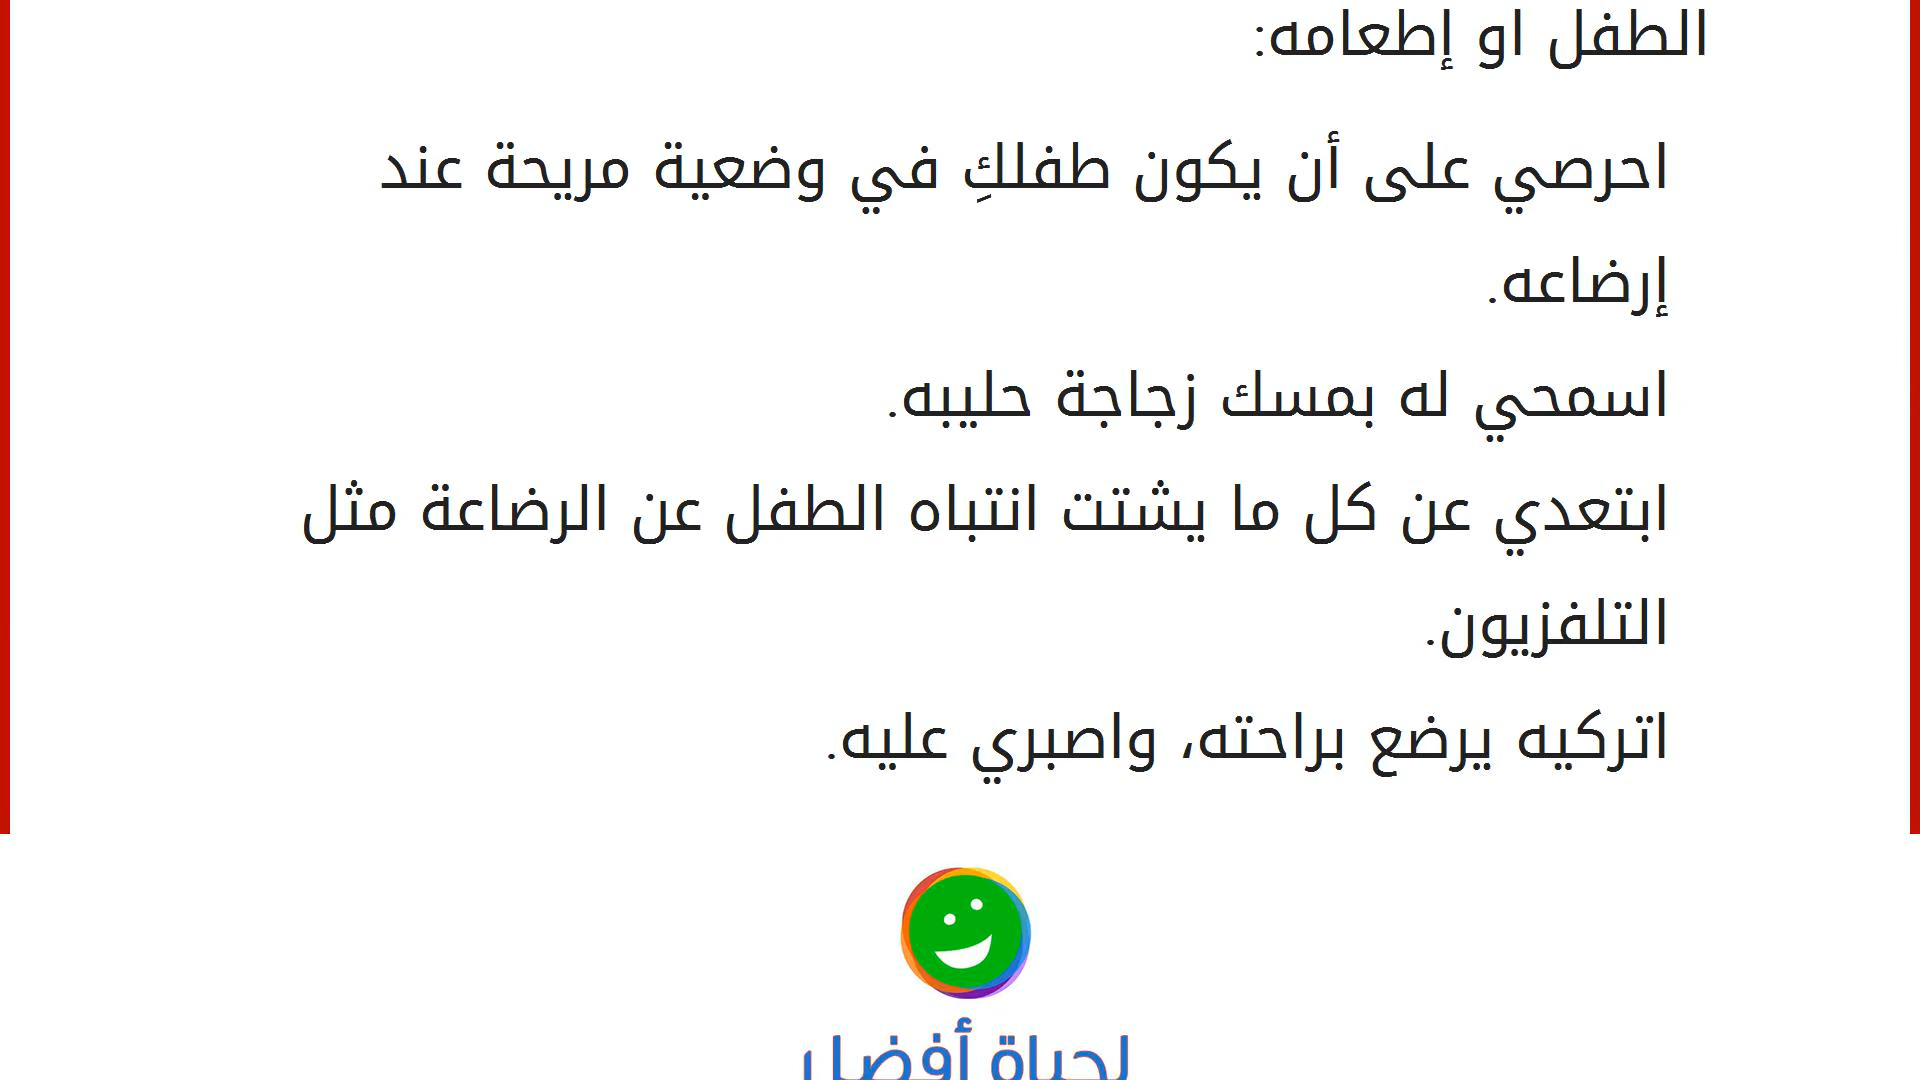 الطفل او إطعامه:
احرصي على أن يكون طفلكِ في وضعية مريحة عند
إرضاعه.
اسمحي له بمسك زجاجة حليبه.
ابتعدي عن كل ما يشتت انتباه الطفل عن الرضاعة مثل
التلفزيون.
اتركيه يرضع براحته، واصبري عليه.
لحياة أفضل